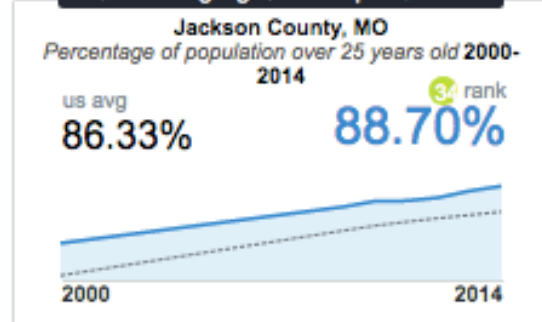 Jackson County, MO
Percentage of population over 25 years old 2000-
2014
us avg
34 rank
86.33%
88.70%
2000
2014